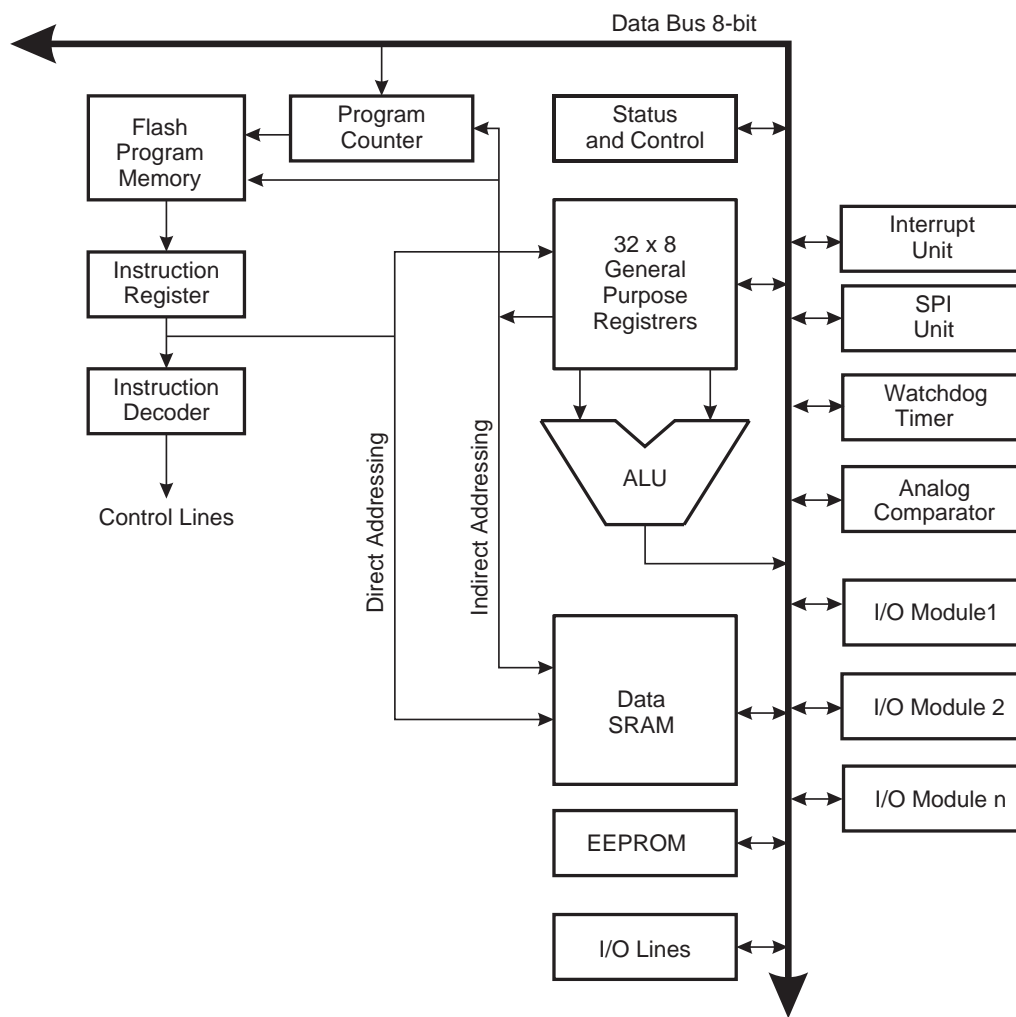 Data Bus 8-bit
Flash
Program
Memory
Program
Counter
Status
and Control
Interrupt
Unit
32 x 8
General
Purpose
Registrers
Instruction
Register
SPI
Unit
Instruction
Decoder
Watchdog
Timer
Direct Addressing
Indirect Addressing
ALU
Analog
Comparator
Control Lines
I/O Module1
Data
SRAM
I/O Module 2
I/O Module n
EEPROM
I/O Lines